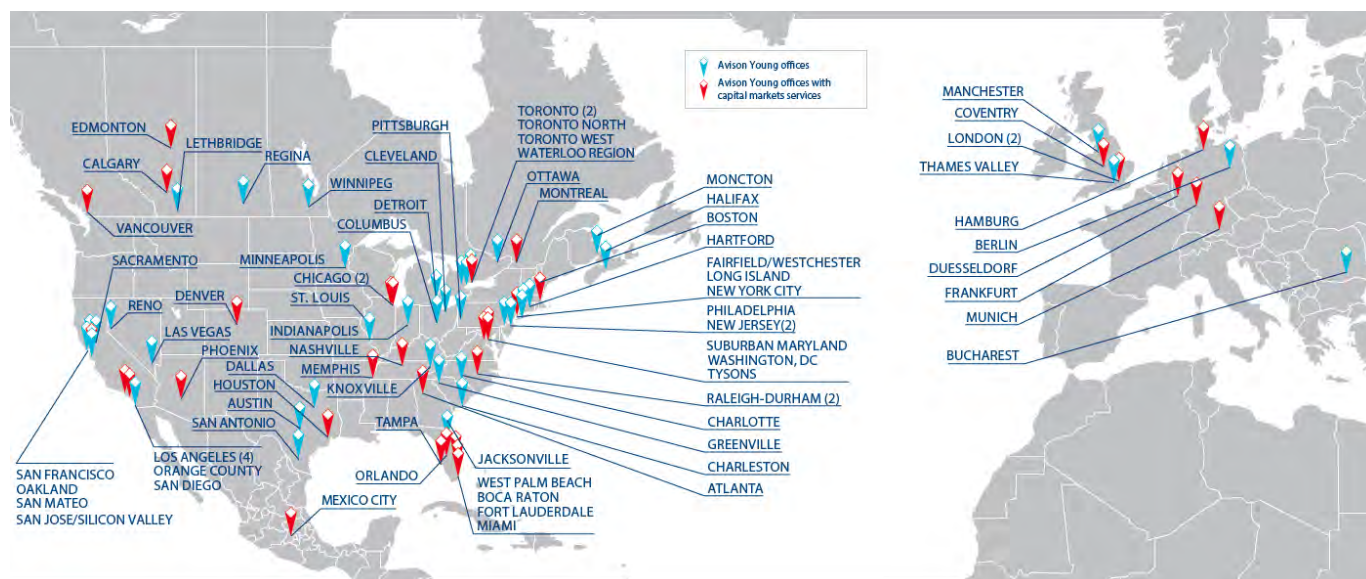 Avison Young offices
Avison Young offices with
capital markets services
EDMONTON
LETHBRIDGE
CALGARY
REGINA
WINNIPEG
VANCOUVER
PITTSBURGH
CLEVELAND
DETROIT
COLUMBUS
TORONTO (2)
TORONTO NORTH
TORONTO WEST
WATERLOO REGION
OTTAWA
MONTREAL
MONCTON
HALIFAX
BOSTON
HARTFORD
FAIRFIELD/WESTCHESTER
LONG ISLAND
NEW YORK CITY
PHILADELPHIA
NEW JERSEY(2)
SUBURBAN MARYLAND
WASHINGTON, DC
TYSONS
RALEIGH-DURHAM (2)
CHARLOTTE
GREENVILLE
CHARLESTON
ATLANTA
SACRAMENTO
MINNEAPOLIS
CHICAGO (2)
RENO
DENVER
ST. LOUIS
LAS VEGAS
INDIANAPOLIS
PHOENIX
NASHVILLE
DALLAS
MEMPHIS
HOUSTON
KNOXVILLE
AUSTIN
SAN ANTONIO
TAMPA
LOS ANGELES (4)
ORANGE COUNTY
SAN DIEGO
SAN FRANCISCO
OAKLAND
SAN MATEO
SAN JOSE/SILICON VALLEY
ORLANDO
JACKSONVILLE
WEST PALM BEACH
BOCA RATON
FORT LAUDERDALE
MIAMI
MEXICO CITY
MANCHESTER
COVENTRY
LONDON (2)
THAMES VALLEY
HAMBURG
BERLIN
DUESSELDORF
FRANKFURT
MUNICH
BUCHAREST